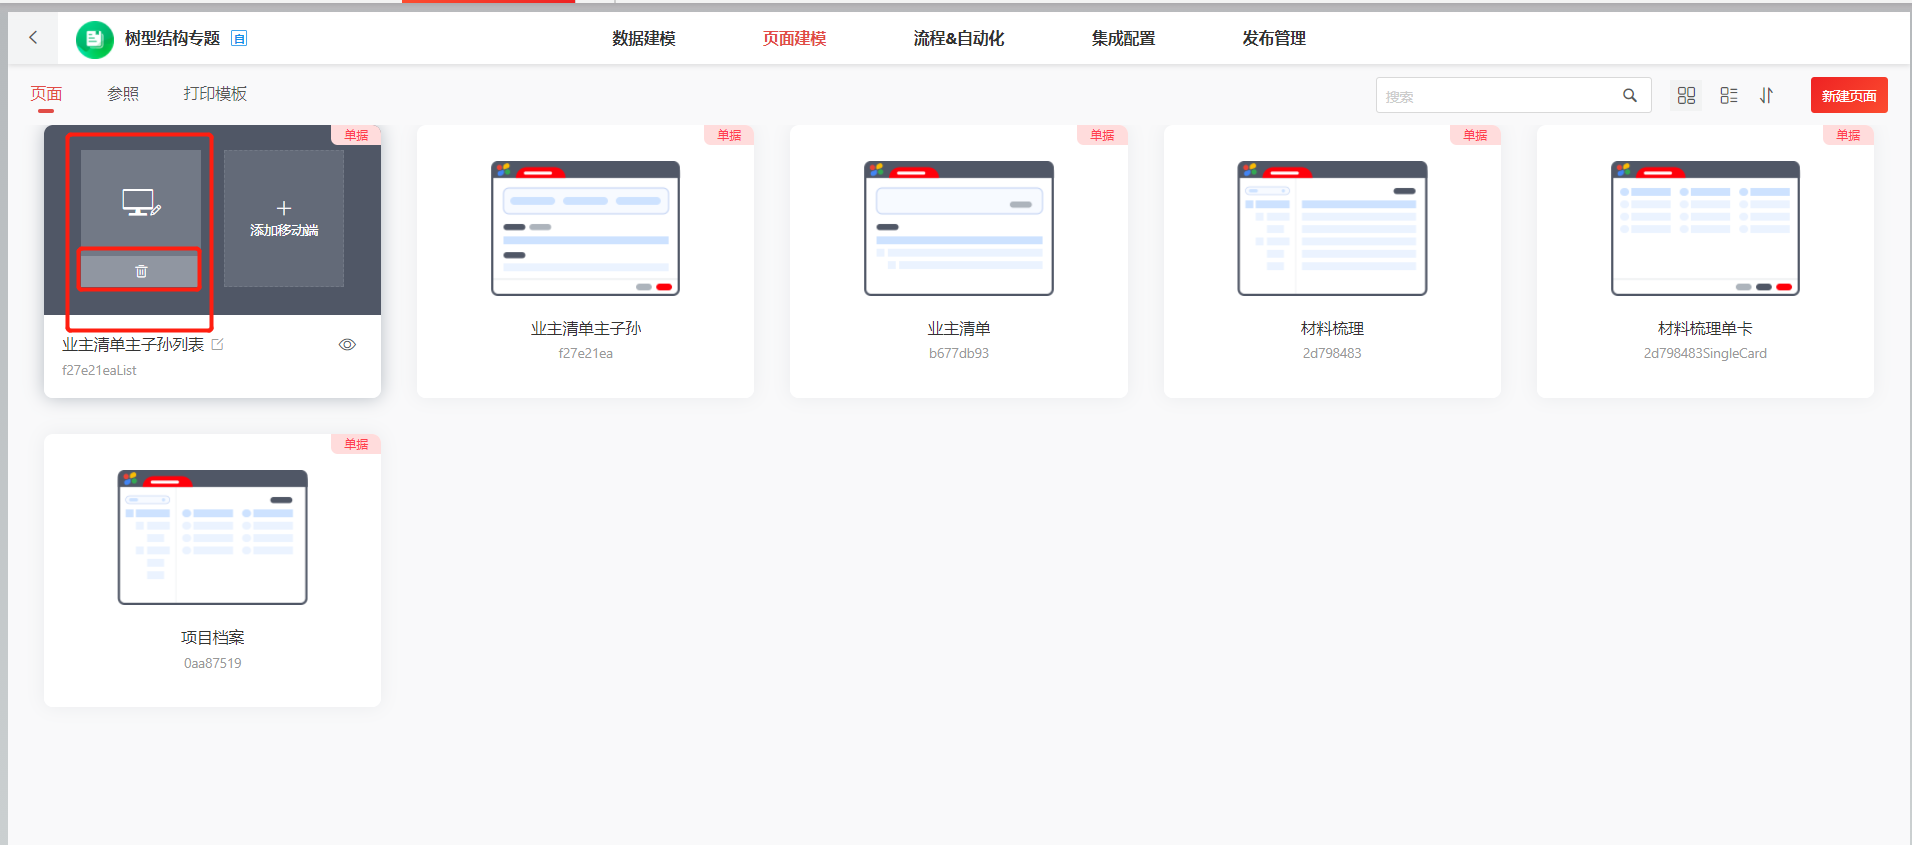 树型结构专题 自
数据建模
页面建模
流程&自动化
集成配置
发布管理
页面
参照
打印模板
搜索
新建页面
单据
添加移动端
业主清单主子孙列表
f27e21eaList
单据
业主清单主子孙
f27e21ea
单据
业主清单
b677db93
单据
材料梳理
2d798483
单据
材料梳理单卡
2d798483SingleCard
单据
项目档案
0aa87519